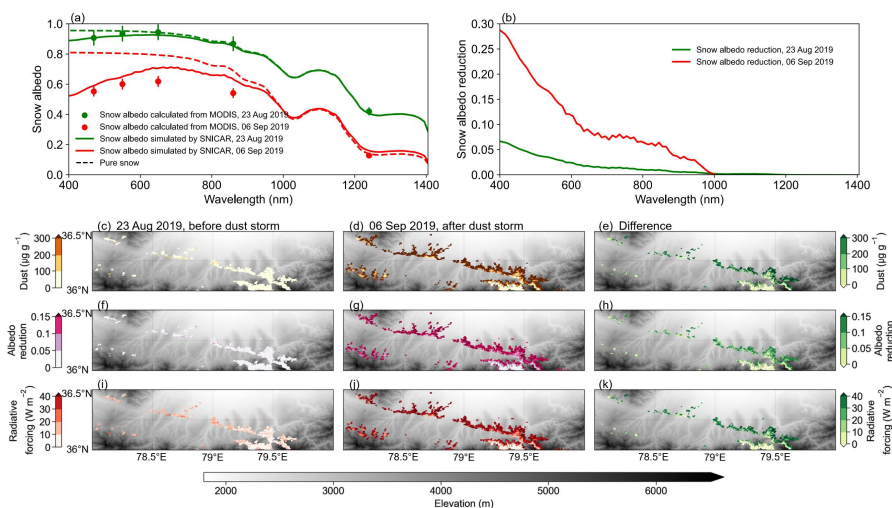 (a)
1.0
0.8
0.6
0.4
0.2
0.0
Snow albedo
Snow albedo calculated from MODIS, 23 Aug 2019
Snow albedo calculated from MODIS, 06 Sep 2019
Snow albedo simulated by SNICAR, 23 Aug 2019
Snow albedo simulated by SNICAR, 06 Sep 2019
Pure snow
400 600 800 1000 1200 1400
Wavelength (nm)
(b)
0.30
0.25
0.20
0.15
0.10
0.05
0.00
Snow albedo reduction
Snow albedo reduction, 23 Aug 2019
Snow albedo reduction, 06 Sep 2019
400 600 800 1000 1200 1400
Wavelength (nm)
(c) 23 Aug 2019, before dust storm
(d) 06 Sep 2019, after dust storm
(e) Difference
36.5°N
36°N
300
200
100
0
Dust (µg g⁻¹)
300
200
100
0
Dust (µg g⁻¹)
(f)
(g)
(h)
36.5°N
36°N
0.15
0.10
0.05
0
Albedo
redution
0.15
0.10
0.05
0
Albedo
reduction
(i)
(j)
(k)
36.5°N
36°N
40
30
20
10
0
Radiative
forcing (W m⁻²)
40
30
20
10
0
Radiative
forcing (W m⁻²)
78.5°E 79°E 79.5°E
78.5°E 79°E 79.5°E
78.5°E 79°E 79.5°E
2000 3000 4000 5000 6000
Elevation (m)